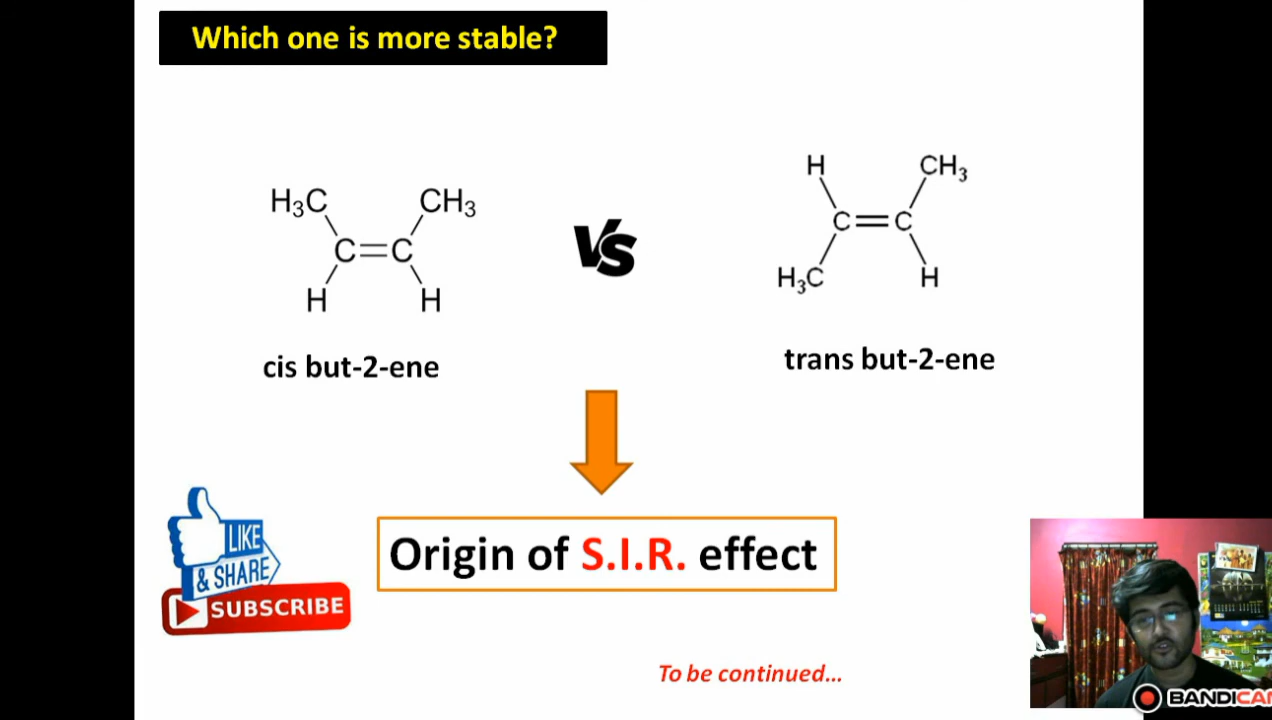 Which one is more stable?
H₃C CH₃
C=C
H H
cis but-2-ene
VS
H CH₃
C=C
H₃C H
trans but-2-ene
Origin of S.I.R. effect
LIKE
& SHARE
SUBSCRIBE
To be continued...
BANDICAM